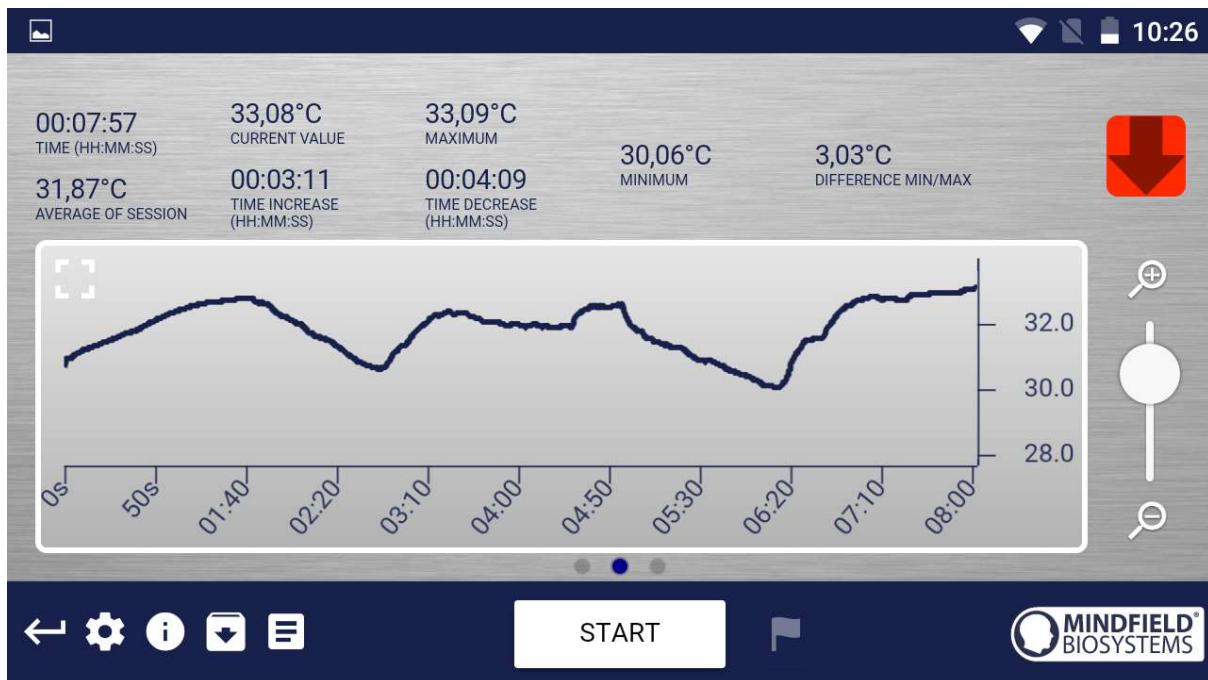 10:26
00:07:57
TIME (HH:MM:SS)
33,08°C
CURRENT VALUE
33,09°C
MAXIMUM
30,06°C
MINIMUM
3,03°C
DIFFERENCE MIN/MAX
31,87°C
AVERAGE OF SESSION
00:03:11
TIME INCREASE
(HH:MM:SS)
00:04:09
TIME DECREASE
(HH:MM:SS)
32.0
30.0
28.0
0s
50s
01:40
02:20
03:10
04:00
04:50
05:30
06:20
07:10
08:00
START
MINDFIELD®
BIOSYSTEMS